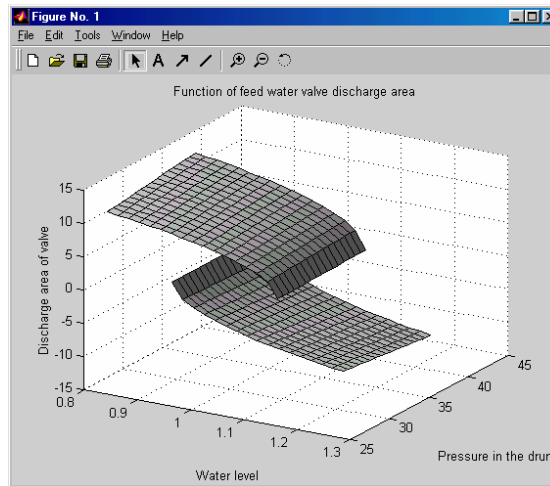 Figure No. 1
File Edit Tools Window Help
A
Function of feed water valve discharge area
15
10
5
0
-5
-10
-15
Discharge area of valve
0.8
0.9
1
1.1
1.2
1.3
Water level
25
30
35
40
45
Pressure in the drum